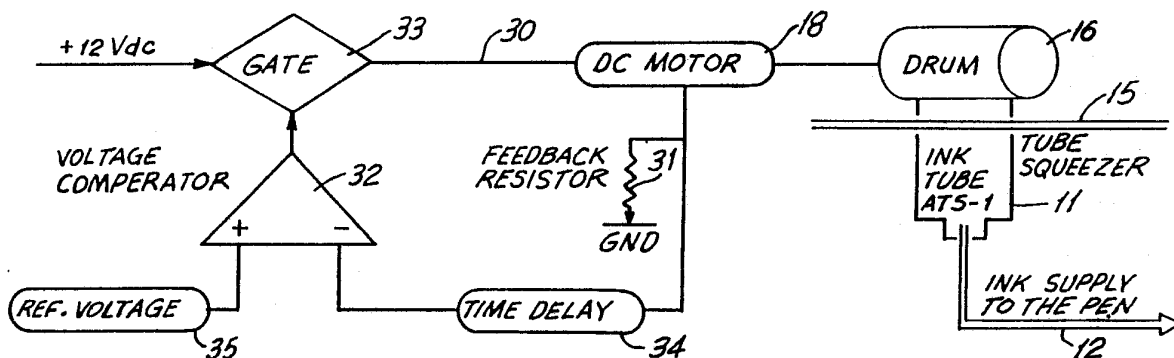 +12 Vdc
GATE
33
30
DC MOTOR
18
DRUM
16
15
VOLTAGE
COMPERATOR
32
+
-
FEEDBACK
RESISTOR
31
GND
INK
TUBE
ATS-1
TUBE
SQUEEZER
11
REF. VOLTAGE
35
TIME DELAY
34
INK SUPPLY
TO THE PEN
12